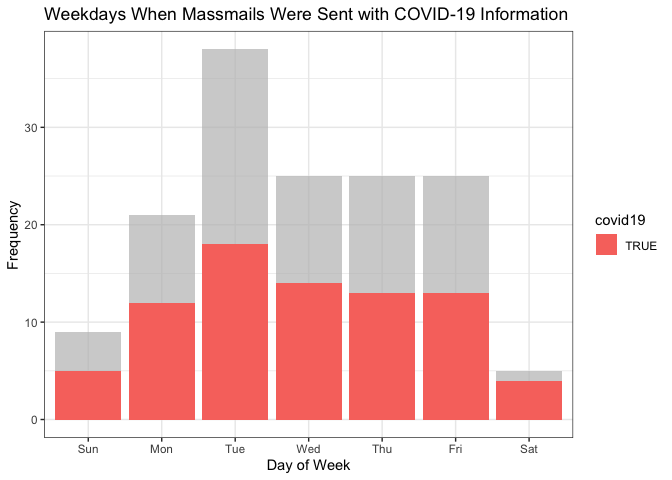 Weekdays When Massmails Were Sent with COVID-19 Information
30
20
10
0
Frequency
Sun Mon Tue Wed Thu Fri Sat
Day of Week
covid19
TRUE